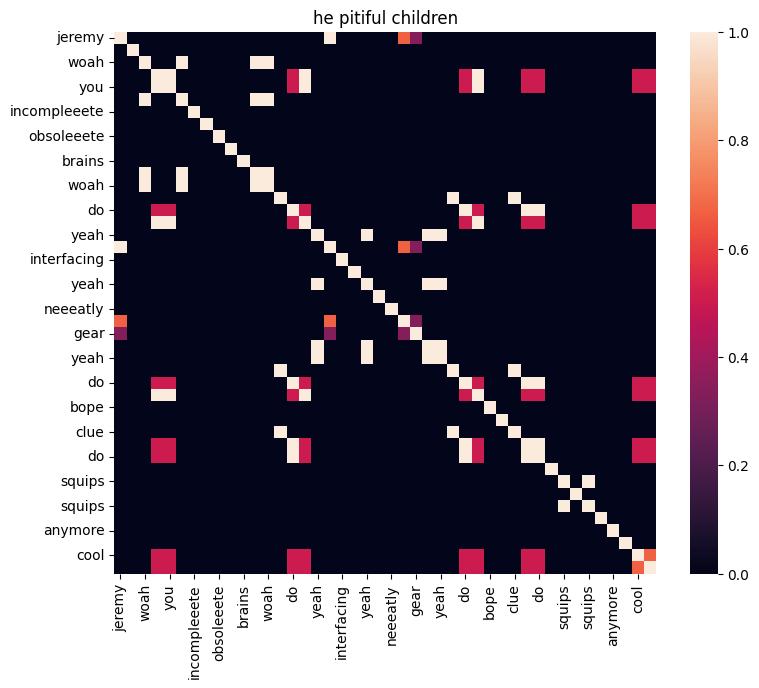 he pitiful children
jeremy
woah
you
incompleeete
obsoleeete
brains
woah
do
yeah
interfacing
yeah
neeeatly
gear
yeah
do
bope
clue
do
squips
squips
anymore
cool
1.0
0.8
0.6
0.4
0.2
0.0
jeremy
woah
you
incompleeete
obsoleeete
brains
woah
do
yeah
interfacing
yeah
neeeatly
gear
yeah
do
bope
clue
do
squips
squips
anymore
cool